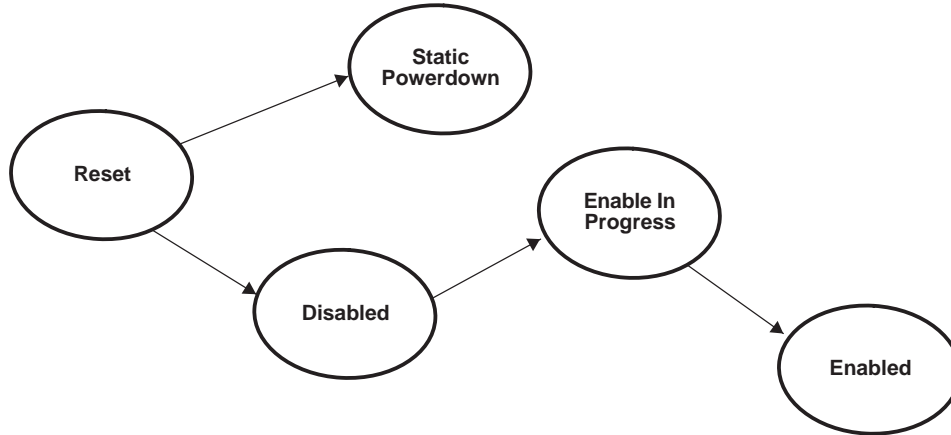 Static
Powerdown
Reset
Enable In
Progress
Disabled
Enabled